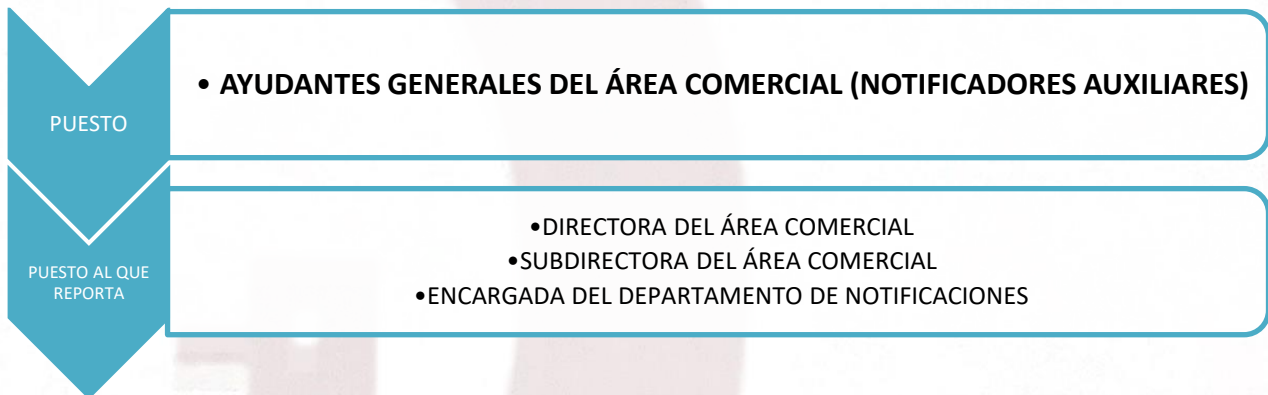 PUESTO
• AYUDANTES GENERALES DEL ÁREA COMERCIAL (NOTIFICADORES AUXILIARES)
PUESTO AL QUE
REPORTA
•DIRECTORA DEL ÁREA COMERCIAL
•SUBDIRECTORA DEL ÁREA COMERCIAL
•ENCARGADA DEL DEPARTAMENTO DE NOTIFICACIONES